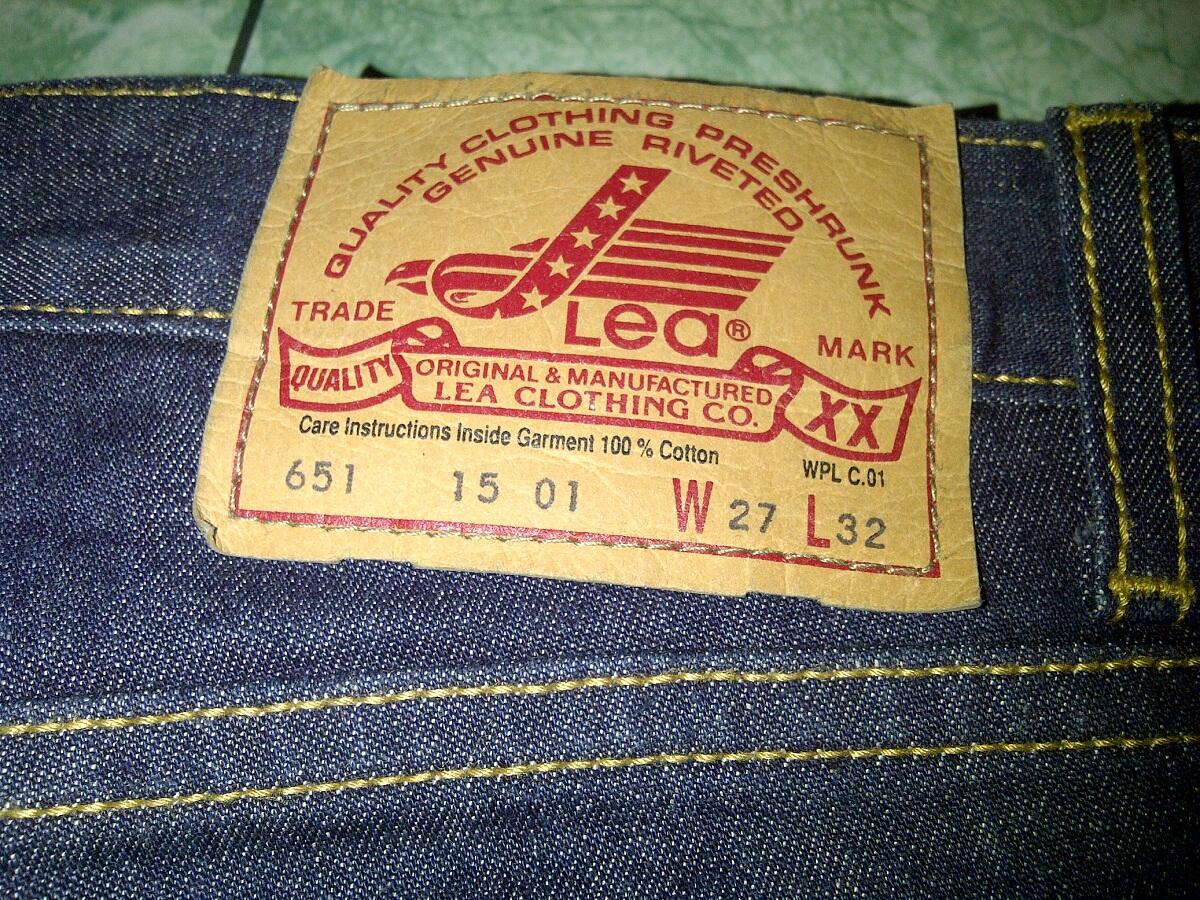 QUALITY CLOTHING PRESHRUNK
GENUINE RIVETED
Lea®
TRADE MARK
QUALITY
ORIGINAL & MANUFACTURED
LEA CLOTHING CO.
XX
Care Instructions Inside Garment 100 % Cotton
WPL C.01
651 15 01 W 27 L 32